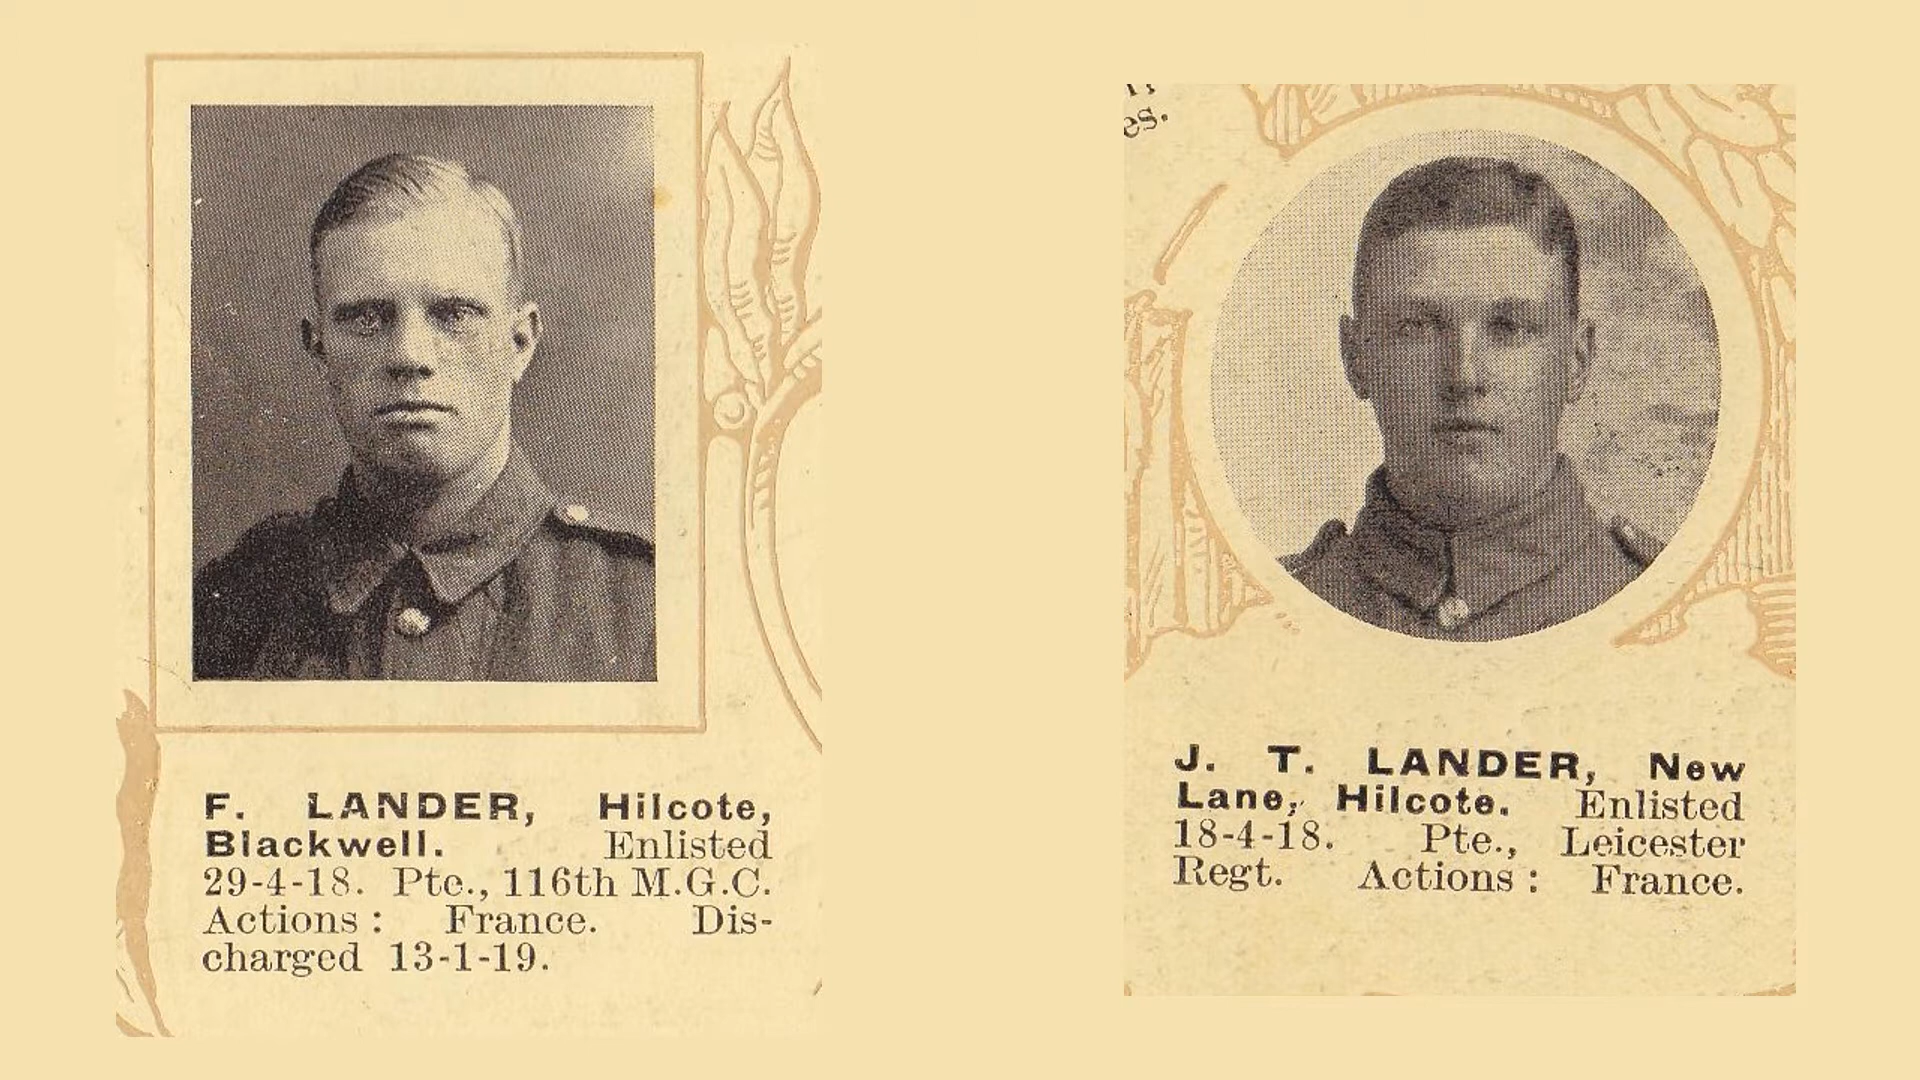 F. LANDER, Hilcote,
Blackwell. Enlisted
29-4-18. Pte., 116th M.G.C.
Actions: France. Dis-
charged 13-1-19.
es.
J. T. LANDER, New
Lane, Hilcote. Enlisted
18-4-18. Pte., Leicester
Regt. Actions: France.